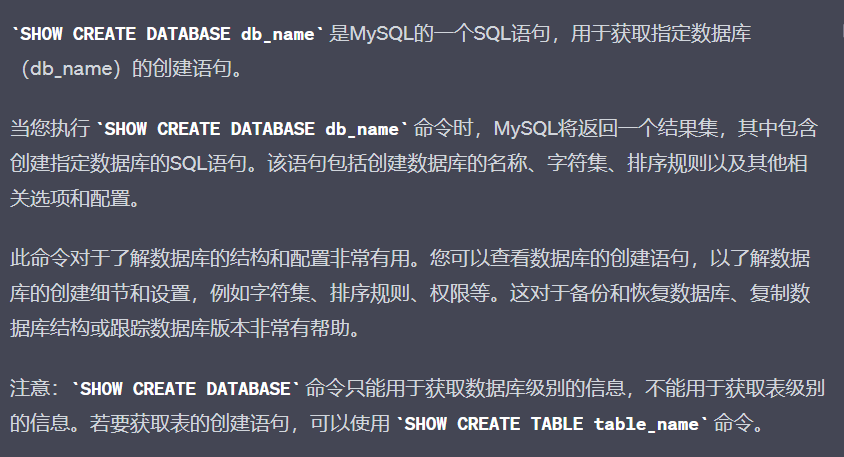 `SHOW CREATE DATABASE db_name` 是MySQL的一个SQL语句，用于获取指定数据库
（db_name）的创建语句。
当您执行 `SHOW CREATE DATABASE db_name` 命令时，MySQL将返回一个结果集，其中包含
创建指定数据库的SQL语句。该语句包括创建数据库的名称、字符集、排序规则以及其他相
关选项和配置。
此命令对于了解数据库的结构和配置非常有用。您可以查看数据库的创建语句，以了解数据
库的创建细节和设置，例如字符集、排序规则、权限等。这对于备份和恢复数据库、复制数
据库结构或跟踪数据库版本非常有帮助。
注意：`SHOW CREATE DATABASE` 命令只能用于获取数据库级别的信息，不能用于获取表级别
的信息。若要获取表的创建语句，可以使用 `SHOW CREATE TABLE table_name` 命令。